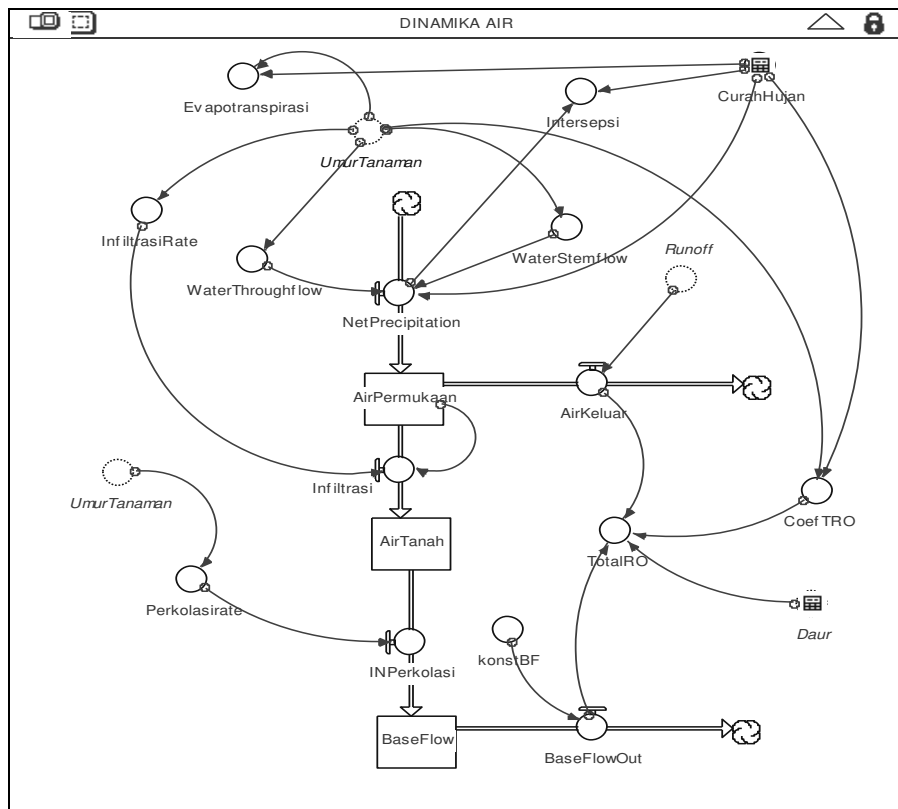 DINAMIKA AIR
Evapotranspirasi
Intersepsi
CurahHujan
UmurTanaman
InfiltrasiRate
WaterThroughflow
WaterStemflow
Runoff
NetPrecipitation
AirPermukaan
AirKeluar
Infiltrasi
UmurTanaman
CoefTRO
AirTanah
TotalRO
Perkolasirate
Daur
konstBF
INPerkolasi
BaseFlow
BaseFlowOut